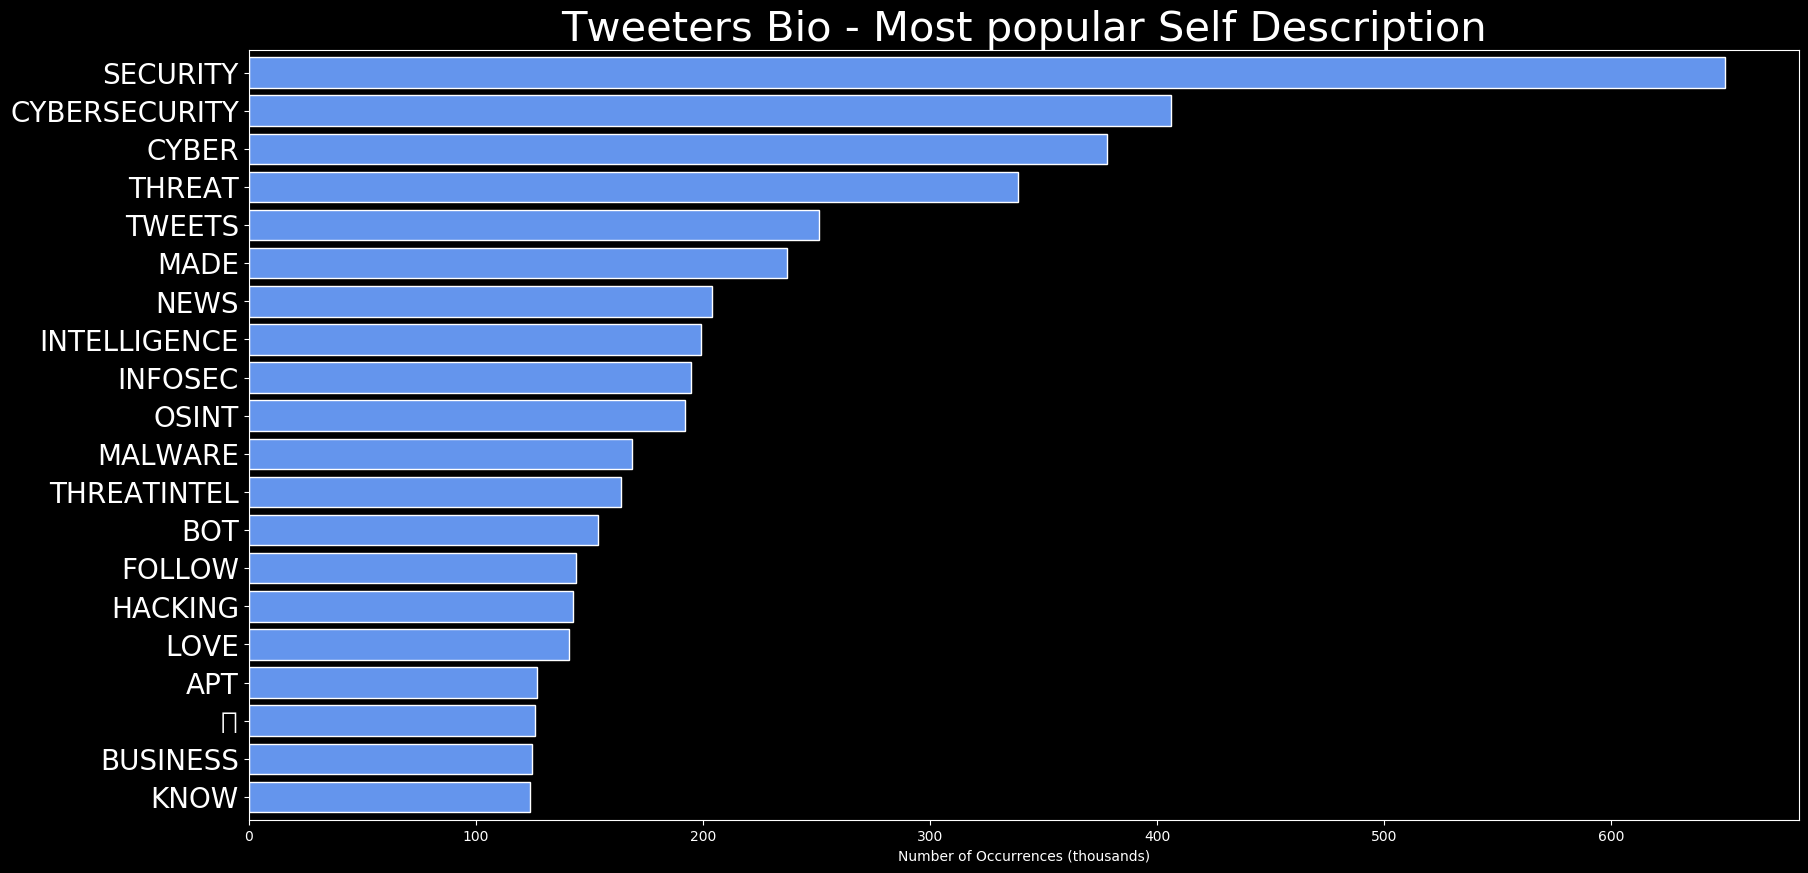 Tweeters Bio - Most popular Self Description
SECURITY
CYBERSECURITY
CYBER
THREAT
TWEETS
MADE
NEWS
INTELLIGENCE
INFOSEC
OSINT
MALWARE
THREATINTEL
BOT
FOLLOW
HACKING
LOVE
APT
BUSINESS
KNOW
0 100 200 300 400 500 600
Number of Occurrences (thousands)